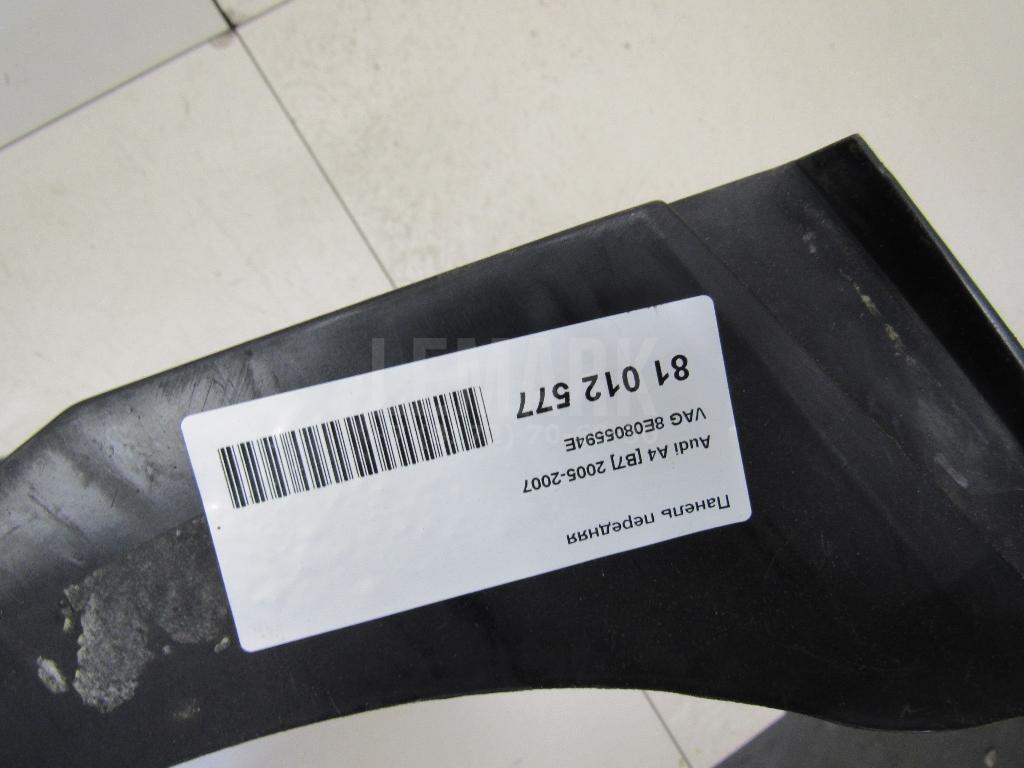 Панель передняя
Audi A4 [B7] 2005-2007
VAG 8E0805594E
81 012 577
LEMARK